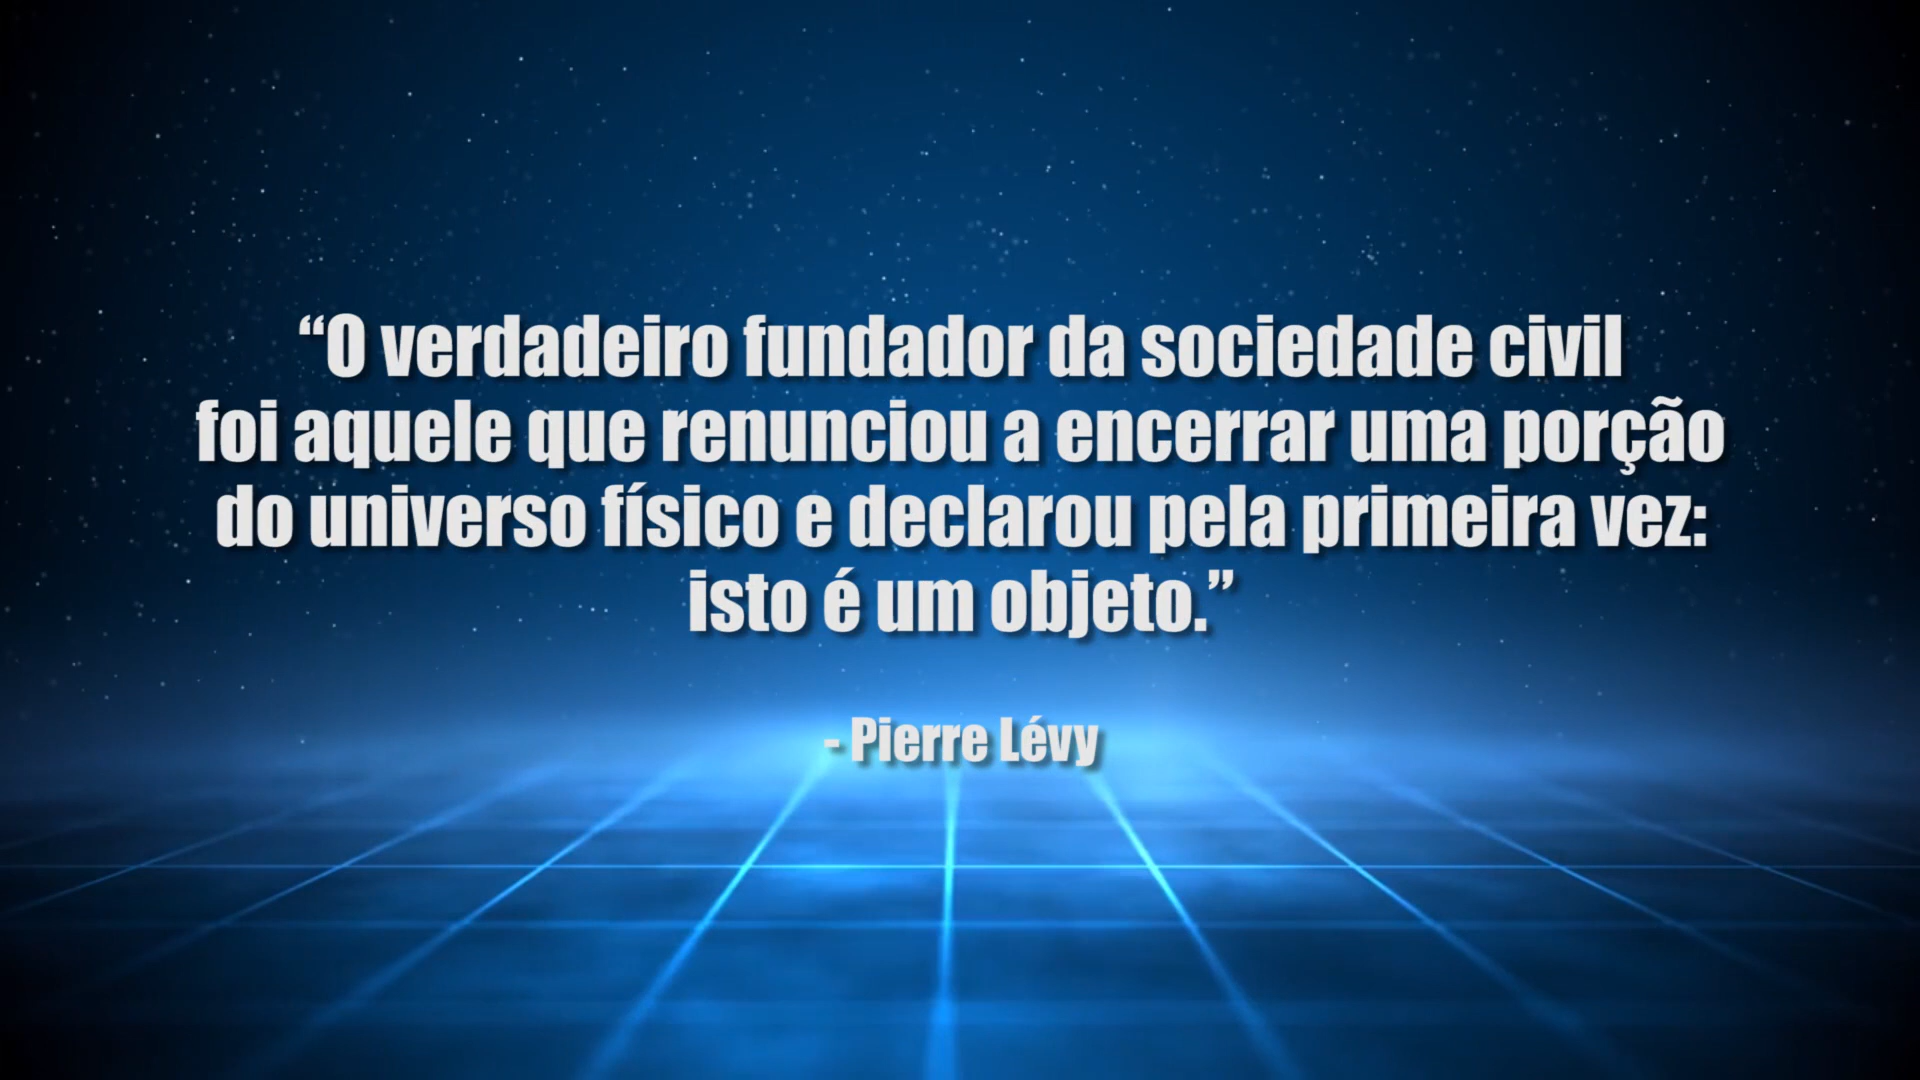 “O verdadeiro fundador da sociedade civil
foi aquele que renunciou a encerrar uma porção
do universo físico e declarou pela primeira vez:
isto é um objeto.”
- Pierre Lévy